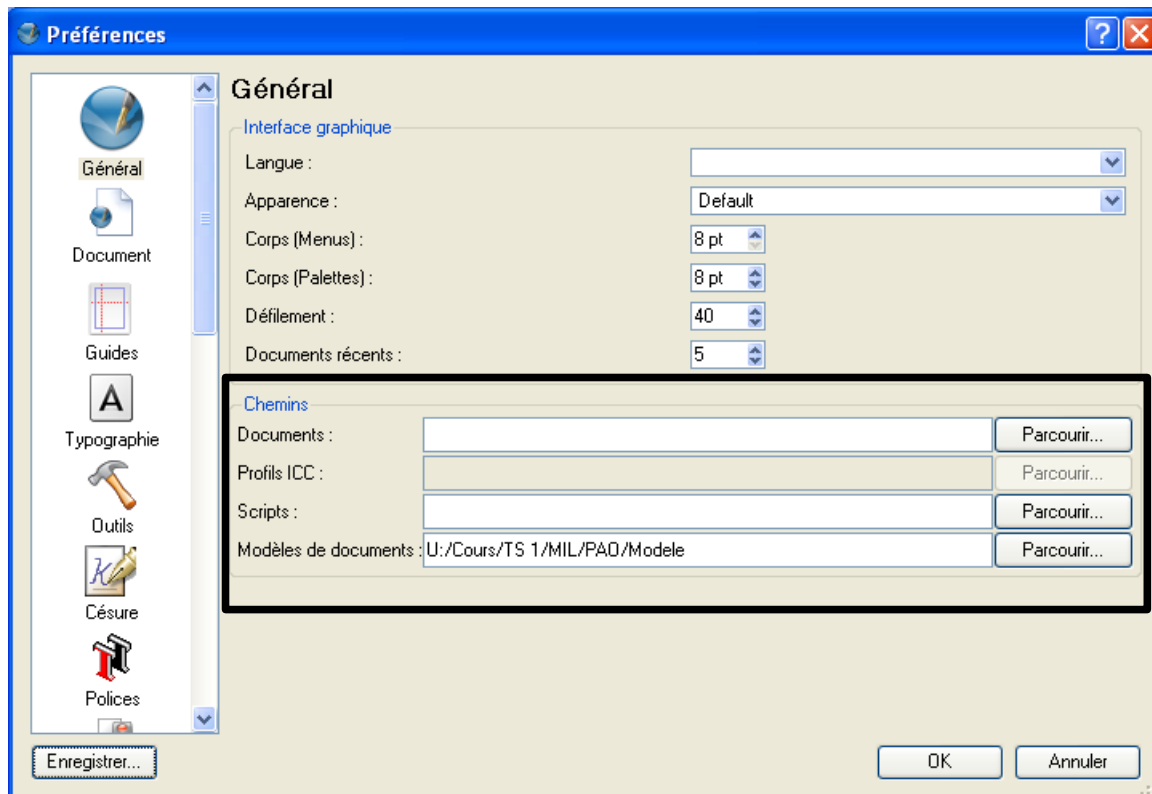 Préférences
Général
Document
Guides
Typographie
Outils
Césure
Polices
Général
Interface graphique
Langue :
Apparence : Default
Corps (Menus) : 8 pt
Corps (Palettes) : 8 pt
Défilement : 40
Documents récents : 5
Chemins
Documents : Parcourir...
Profils ICC : Parcourir...
Scripts : Parcourir...
Modèles de documents : U:/Cours/TS 1/MIL/PAO/Modele Parcourir...
Enregistrer... OK Annuler